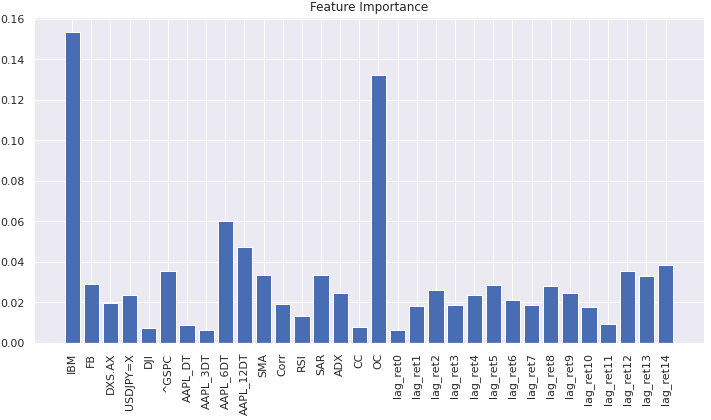 Feature Importance
0.16
0.14
0.12
0.10
0.08
0.06
0.04
0.02
0.00
IBM
FB
DXS.AX
USDJPY=X
DJI
^GSPC
AAPL_DT
AAPL_3DT
AAPL_6DT
AAPL_12DT
SMA
Corr
RSI
SAR
ADX
CC
OC
lag_ret0
lag_ret1
lag_ret2
lag_ret3
lag_ret4
lag_ret5
lag_ret6
lag_ret7
lag_ret8
lag_ret9
lag_ret10
lag_ret11
lag_ret12
lag_ret13
lag_ret14